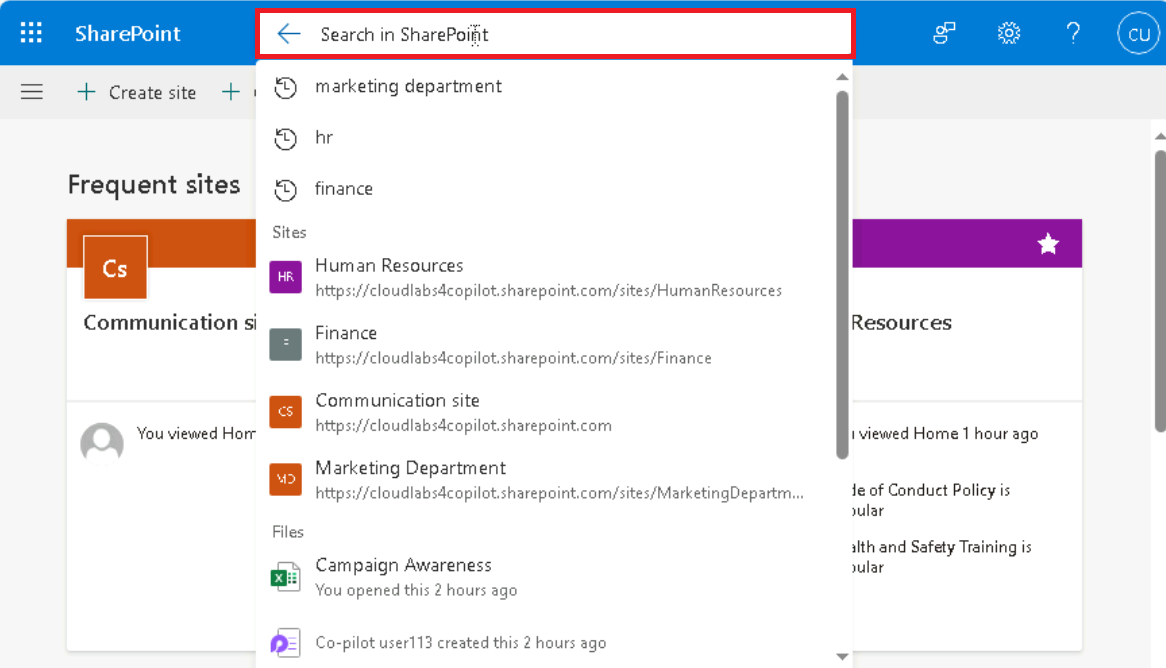 SharePoint
Search in SharePoint
?
CU
Create site
marketing department
hr
finance
Frequent sites
Sites
Cs
HR
Human Resources
https://cloudlabs4copilot.sharepoint.com/sites/HumanResources
F
Finance
https://cloudlabs4copilot.sharepoint.com/sites/Finance
CS
Communication site
https://cloudlabs4copilot.sharepoint.com
MD
Marketing Department
https://cloudlabs4copilot.sharepoint.com/sites/MarketingDepartm...
Files
Campaign Awareness
You opened this 2 hours ago
Co-pilot user113 created this 2 hours ago
Communication si
You viewed Hom
Resources
viewed Home 1 hour ago
de of Conduct Policy is
pular
alth and Safety Training is
pular